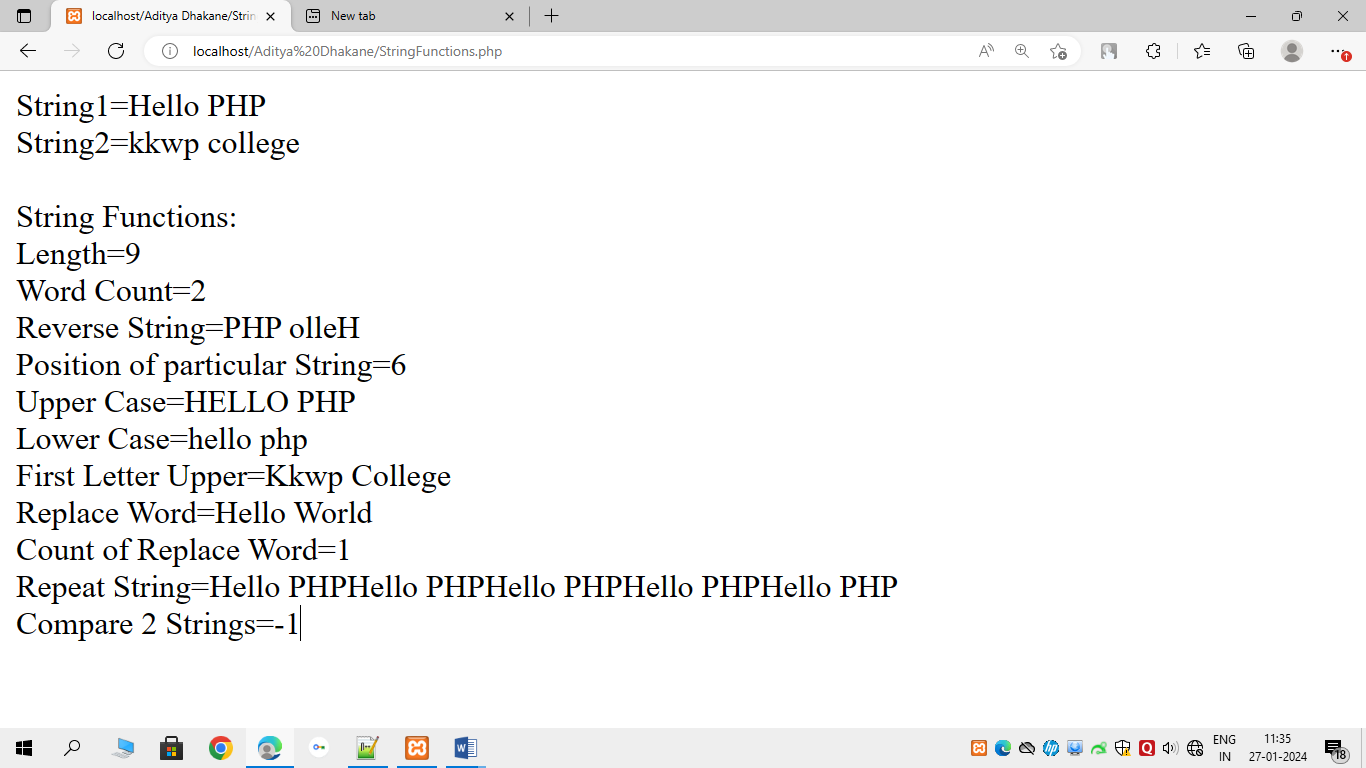 localhost/Aditya Dhakane/Strin
New tab
localhost/Aditya%20Dhakane/StringFunctions.php
String1=Hello PHP
String2=kkwp college
String Functions:
Length=9
Word Count=2
Reverse String=PHP olleH
Position of particular String=6
Upper Case=HELLO PHP
Lower Case=hello php
First Letter Upper=Kkwp College
Replace Word=Hello World
Count of Replace Word=1
Repeat String=Hello PHPHello PHPHello PHPHello PHPHello PHP
Compare 2 Strings=-1
ENG
IN
11:35
27-01-2024
18